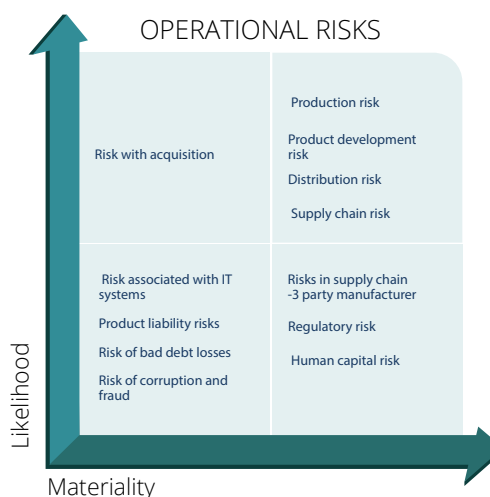 OPERATIONAL RISKS
Risk with acquisition
Production risk
Product development
risk
Distribution risk
Supply chain risk
Risk associated with IT
systems
Product liability risks
Risk of bad debt losses
Risk of corruption and
fraud
Risks in supply chain
-3 party manufacturer
Regulatory risk
Human capital risk
Likelihood
Materiality